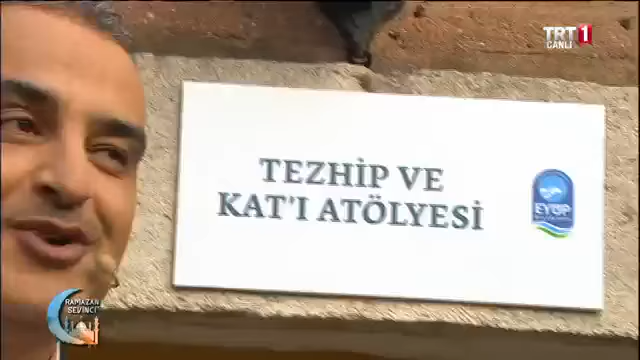 TRT 1
CANLI
TEZHİP VE
KAT'I ATÖLYESİ
EYÜP
RAMAZAN
SEVİNCİ